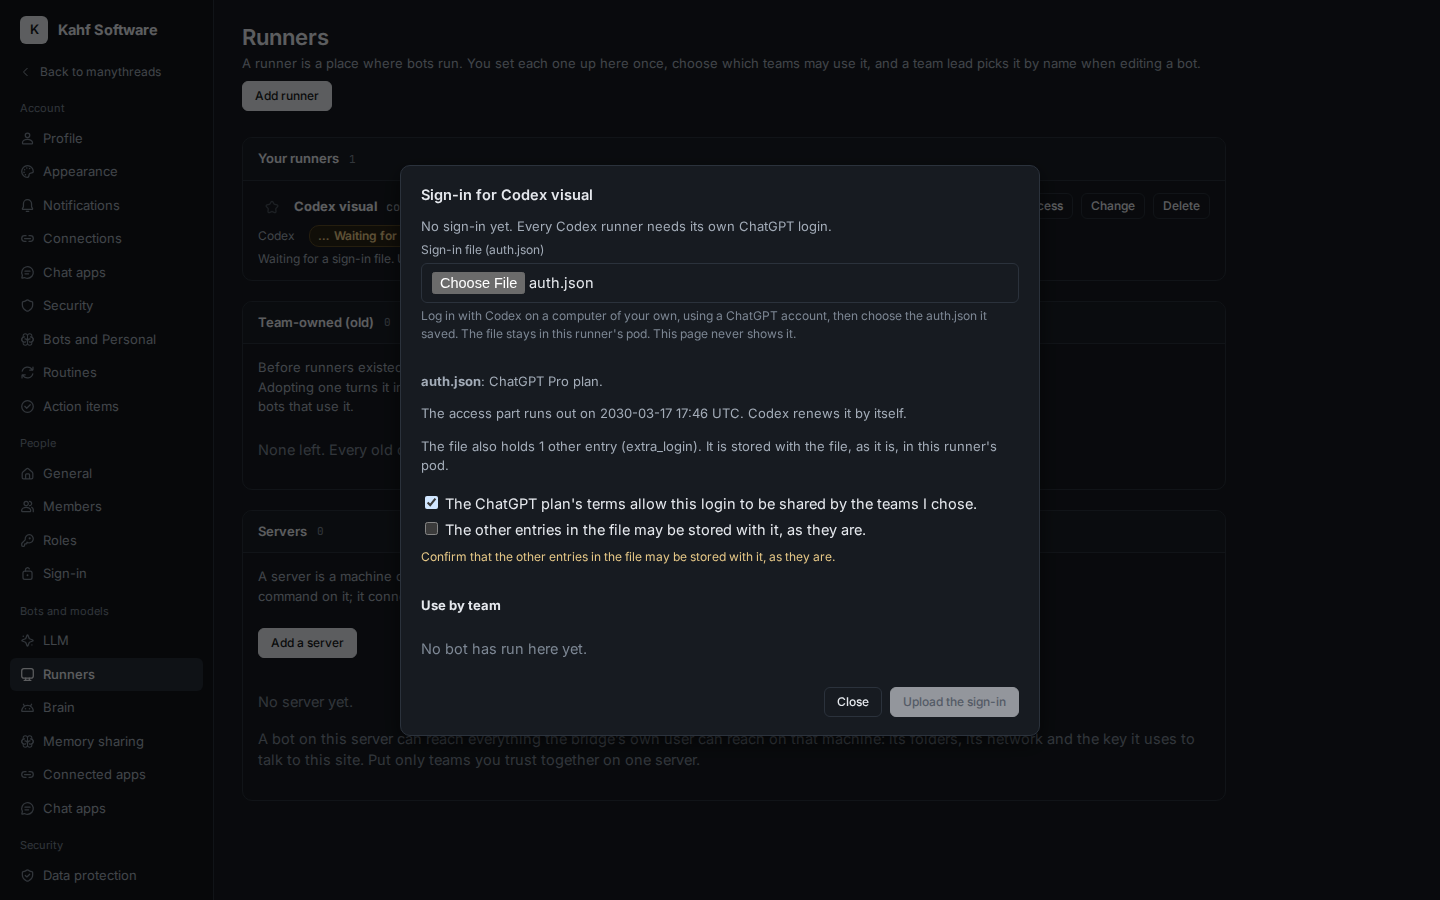 K Kahf Software
Back to manythreads
Account
Profile
Appearance
Notifications
Connections
Chat apps
Security
Bots and Personal
Routines
Action items
People
General
Members
Roles
Sign-in
Bots and models
LLM
Runners
Brain
Memory sharing
Connected apps
Chat apps
Security
Data protection
Runners
A runner is a place where bots run. You set each one up here once, choose which teams may use it, and a team lead picks it by name when editing a bot.
Add runner
Your runners 1
Codex visual co
cess Change Delete
Codex ... Waiting for
Waiting for a sign-in file.
Team-owned (old) 0
Before runners existed
Adopting one turns it in
bots that use it.
None left. Every old
Servers 0
A server is a machine
command on it; it conn
Add a server
No server yet.
A bot on this server can reach everything the bridge's own user can reach on that machine: its folders, its network and the key it uses to
talk to this site. Put only teams you trust together on one server.
Sign-in for Codex visual
No sign-in yet. Every Codex runner needs its own ChatGPT login.
Sign-in file (auth.json)
Choose File auth.json
Log in with Codex on a computer of your own, using a ChatGPT account, then choose the auth.json it
saved. The file stays in this runner's pod. This page never shows it.
auth.json: ChatGPT Pro plan.
The access part runs out on 2030-03-17 17:46 UTC. Codex renews it by itself.
The file also holds 1 other entry (extra_login). It is stored with the file, as it is, in this runner's
pod.
The ChatGPT plan's terms allow this login to be shared by the teams I chose.
The other entries in the file may be stored with it, as they are.
Confirm that the other entries in the file may be stored with it, as they are.
Use by team
No bot has run here yet.
Close Upload the sign-in